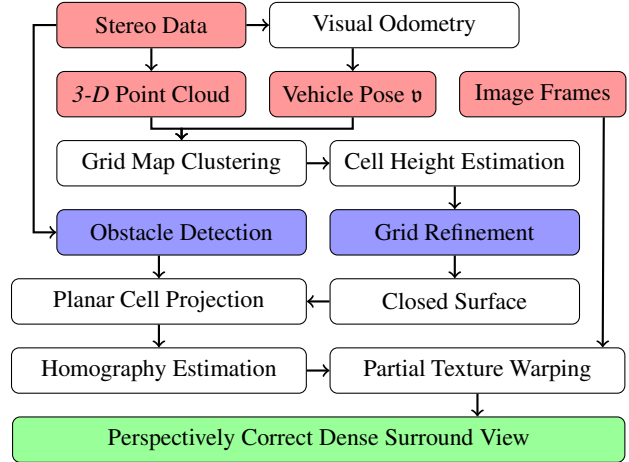 Stereo Data
Visual Odometry
3-D Point Cloud
Vehicle Pose 𝔳
Image Frames
Grid Map Clustering
Cell Height Estimation
Obstacle Detection
Grid Refinement
Planar Cell Projection
Closed Surface
Homography Estimation
Partial Texture Warping
Perspectively Correct Dense Surround View